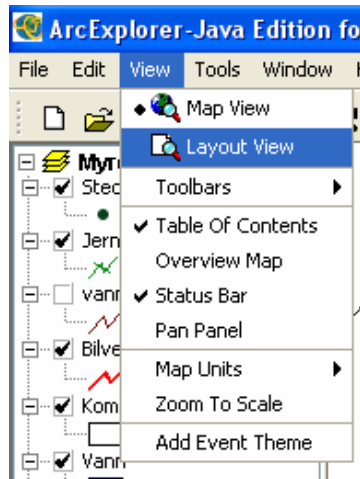 ArcExplorer-Java Edition fo
File Edit View Tools Window
Map View
Layout View
Toolbars
Table Of Contents
Overview Map
Status Bar
Pan Panel
Map Units
Zoom To Scale
Add Event Theme
Stec
Jern
vann
Bilve
Kom
Vann